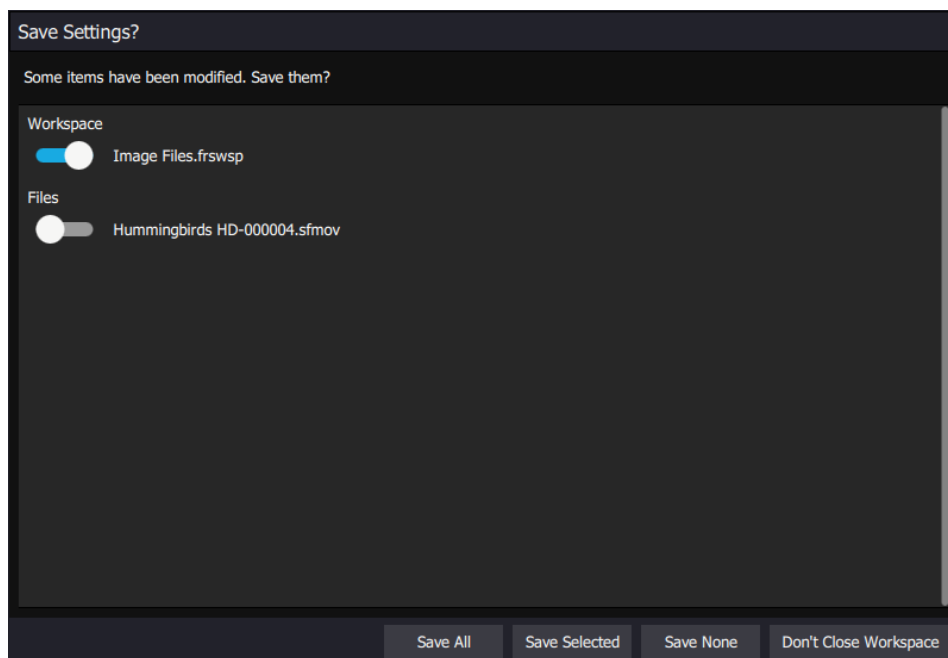 Save Settings?
Some items have been modified. Save them?
Workspace
Image Files.frswsp
Files
Hummingbirds HD-000004.sfmov
Save All Save Selected Save None Don't Close Workspace